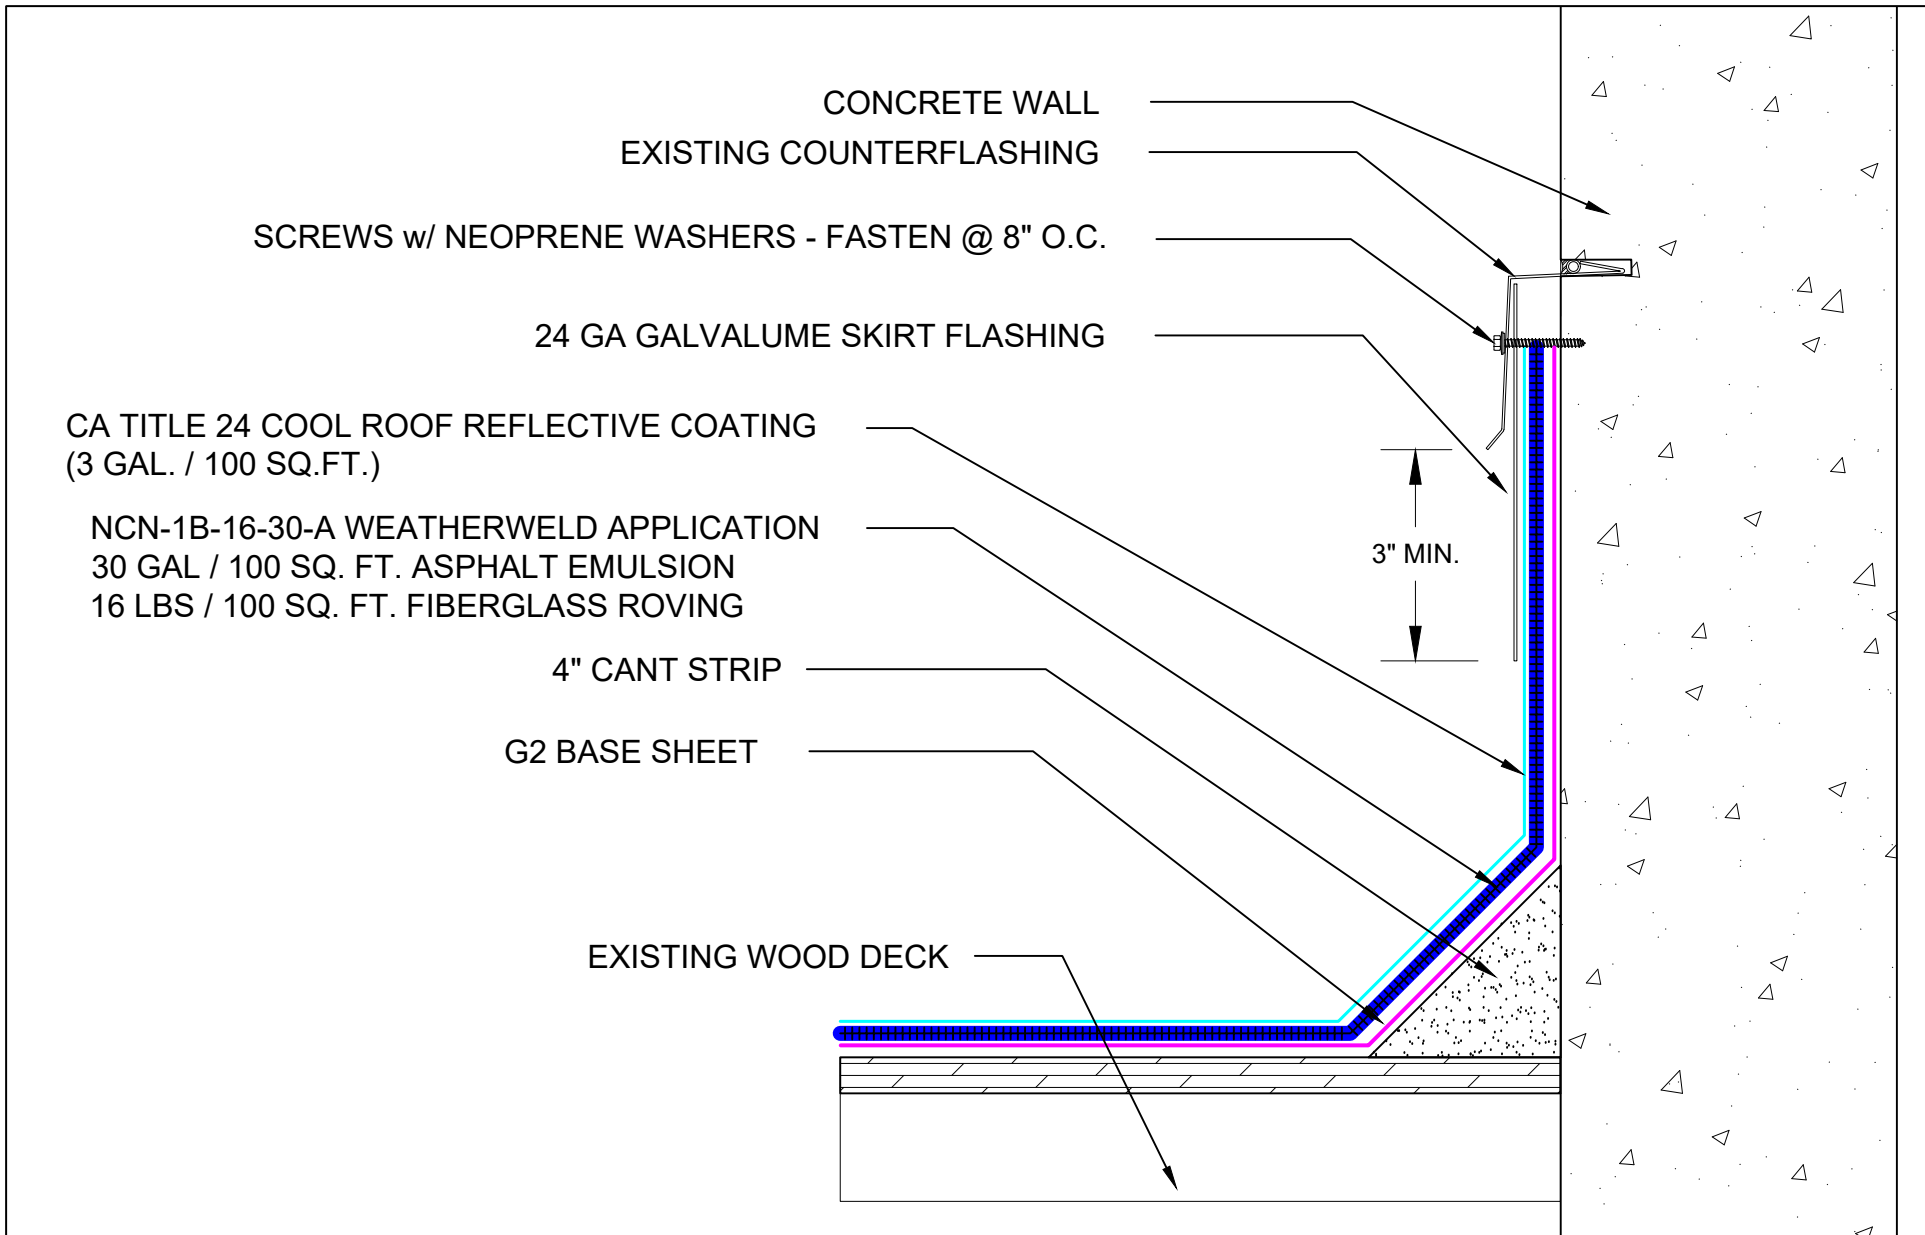 CONCRETE WALL
EXISTING COUNTERFLASHING
SCREWS w/ NEOPRENE WASHERS - FASTEN @ 8" O.C.
24 GA GALVALUME SKIRT FLASHING
CA TITLE 24 COOL ROOF REFLECTIVE COATING
(3 GAL. / 100 SQ.FT.)
NCN-1B-16-30-A WEATHERWELD APPLICATION
30 GAL / 100 SQ. FT. ASPHALT EMULSION
16 LBS / 100 SQ. FT. FIBERGLASS ROVING
3" MIN.
4" CANT STRIP
G2 BASE SHEET
EXISTING WOOD DECK